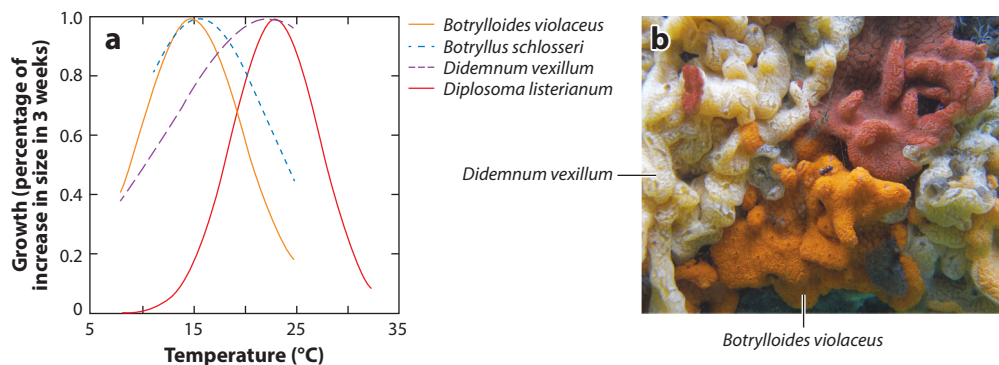 a
Growth (percentage of
increase in size in 3 weeks)
1.0
0.8
0.6
0.4
0.2
0
5
15
25
35
Temperature (°C)
Botrylloides violaceus
Botryllus schlosseri
Didemnum vexillum
Diplosoma listerianum
b
Didemnum vexillum
Botrylloides violaceus